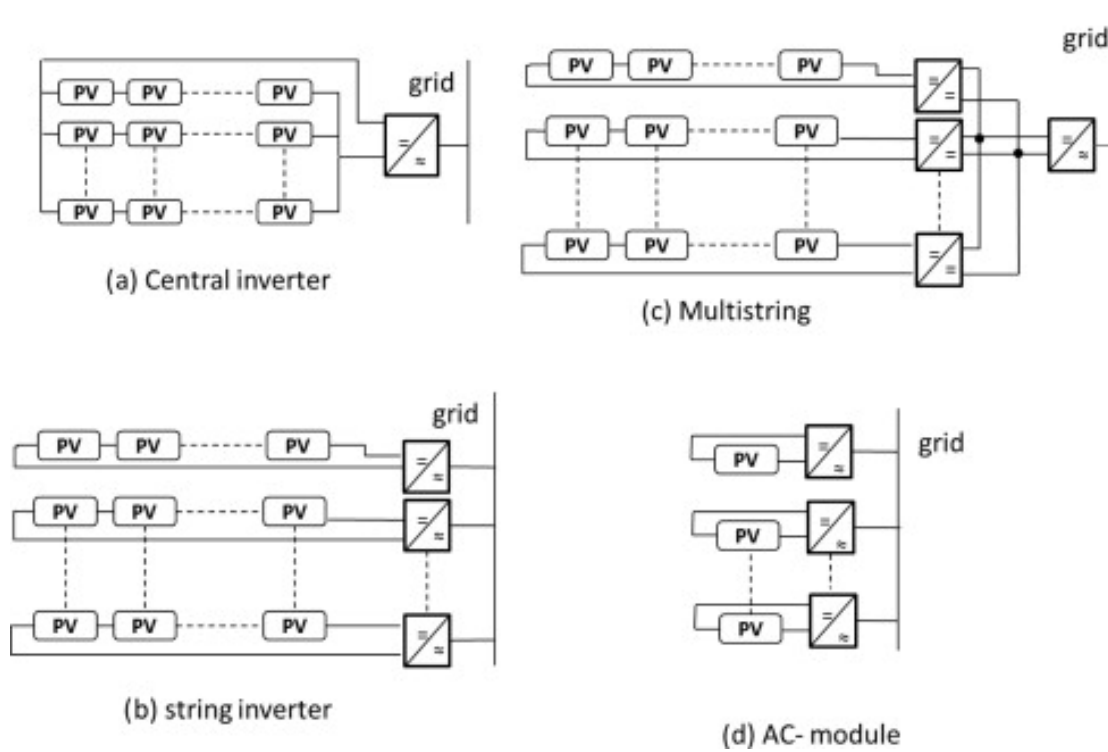 grid
PV PV PV
PV PV PV
PV PV PV
= ≈
(a) Central inverter
grid
PV PV PV
= =
PV PV PV
= =
= ≈
PV PV PV
= =
(c) Multistring
grid
PV PV PV
= ≈
PV PV PV
= ≈
PV PV PV
= ≈
(b) string inverter
grid
PV
= ≈
PV
= ≈
PV
= ≈
(d) AC- module